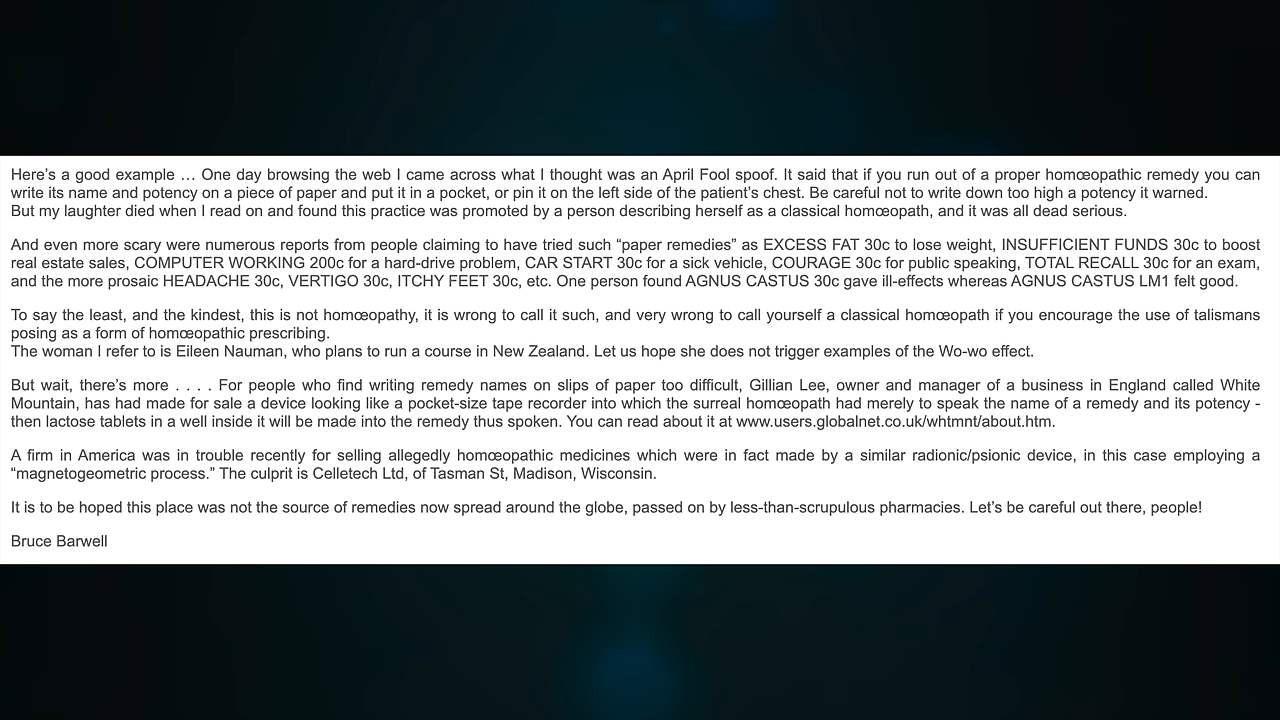 Here’s a good example … One day browsing the web I came across what I thought was an April Fool spoof. It said that if you run out of a proper homœopathic remedy you can
write its name and potency on a piece of paper and put it in a pocket, or pin it on the left side of the patient’s chest. Be careful not to write down too high a potency it warned.
But my laughter died when I read on and found this practice was promoted by a person describing herself as a classical homœopath, and it was all dead serious.
And even more scary were numerous reports from people claiming to have tried such “paper remedies” as EXCESS FAT 30c to lose weight, INSUFFICIENT FUNDS 30c to boost
real estate sales, COMPUTER WORKING 200c for a hard-drive problem, CAR START 30c for a sick vehicle, COURAGE 30c for public speaking, TOTAL RECALL 30c for an exam,
and the more prosaic HEADACHE 30c, VERTIGO 30c, ITCHY FEET 30c, etc. One person found AGNUS CASTUS 30c gave ill-effects whereas AGNUS CASTUS LM1 felt good.
To say the least, and the kindest, this is not homœopathy, it is wrong to call it such, and very wrong to call yourself a classical homœopath if you encourage the use of talismans
posing as a form of homœopathic prescribing.
The woman I refer to is Eileen Nauman, who plans to run a course in New Zealand. Let us hope she does not trigger examples of the Wo-wo effect.
But wait, there’s more . . . . For people who find writing remedy names on slips of paper too difficult, Gillian Lee, owner and manager of a business in England called White
Mountain, has had made for sale a device looking like a pocket-size tape recorder into which the surreal homœopath had merely to speak the name of a remedy and its potency -
then lactose tablets in a well inside it will be made into the remedy thus spoken. You can read about it at www.users.globalnet.co.uk/whtmnt/about.htm.
A firm in America was in trouble recently for selling allegedly homœopathic medicines which were in fact made by a similar radionic/psionic device, in this case employing a
“magnetogeometric process.” The culprit is Celletech Ltd, of Tasman St, Madison, Wisconsin.
It is to be hoped this place was not the source of remedies now spread around the globe, passed on by less-than-scrupulous pharmacies. Let’s be careful out there, people!
Bruce Barwell